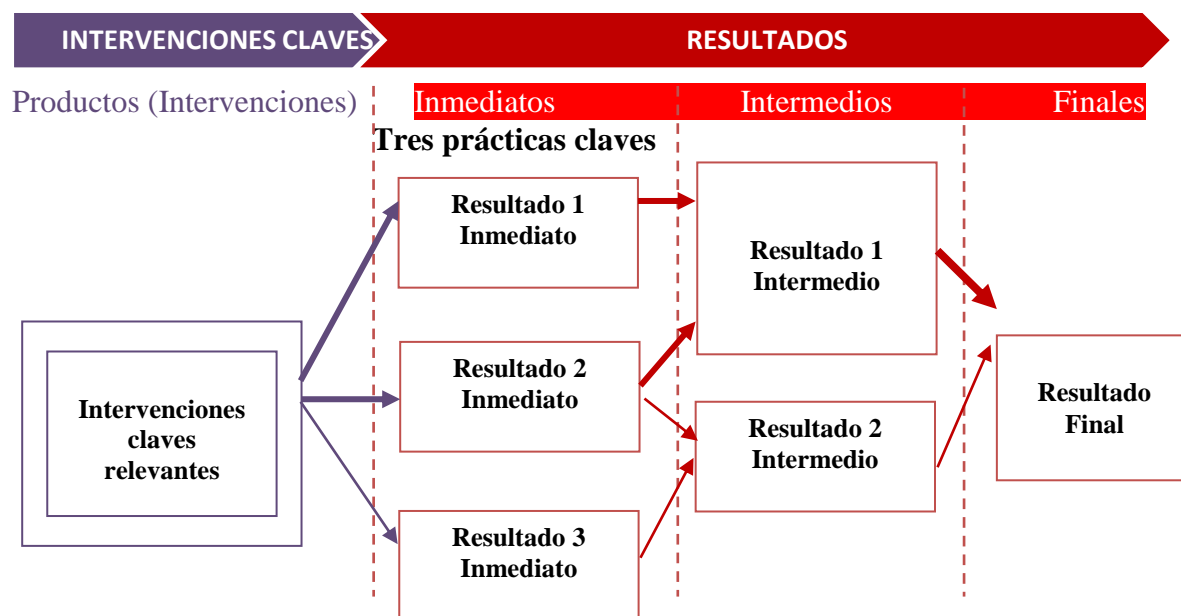 INTERVENCIONES CLAVES
RESULTADOS
Productos (Intervenciones)
Inmediatos
Intermedios
Finales
Tres prácticas claves
Resultado 1
Inmediato
Resultado 1
Intermedio
Resultado 2
Inmediato
Intervenciones
claves
relevantes
Resultado 2
Intermedio
Resultado
Final
Resultado 3
Inmediato